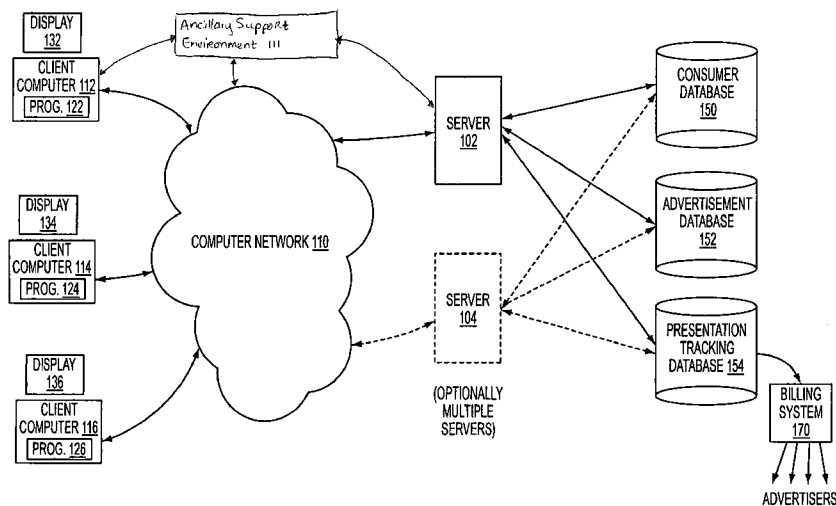 DISPLAY
132
CLIENT
COMPUTER 112
PROG. 122
Ancillary Support
Environment 111
DISPLAY
134
CLIENT
COMPUTER 114
PROG. 124
DISPLAY
136
CLIENT
COMPUTER 116
PROG. 126
COMPUTER NETWORK 110
SERVER
102
SERVER
104
(OPTIONALLY
MULTIPLE
SERVERS)
CONSUMER
DATABASE
150
ADVERTISEMENT
DATABASE
152
PRESENTATION
TRACKING
DATABASE 154
BILLING
SYSTEM
170
ADVERTISERS